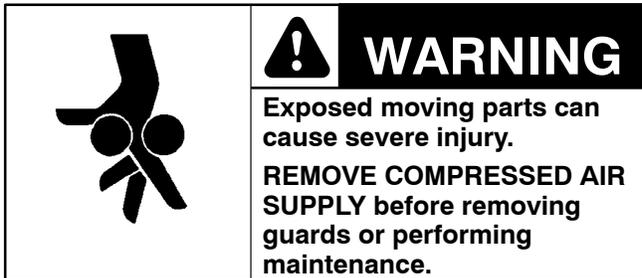 WARNING
Exposed moving parts can
cause severe injury.
REMOVE COMPRESSED AIR
SUPPLY before removing
guards or performing
maintenance.